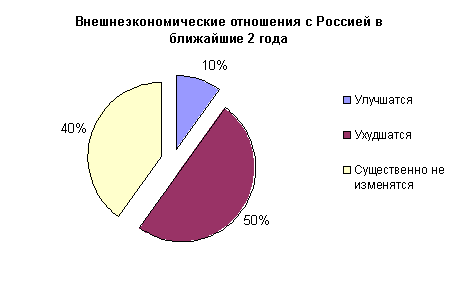 Внешнеэкономические отношения с Россией в
ближайшие 2 года
10%
40%
50%
Улучшатся
Ухудшатся
Существенно не
изменятся